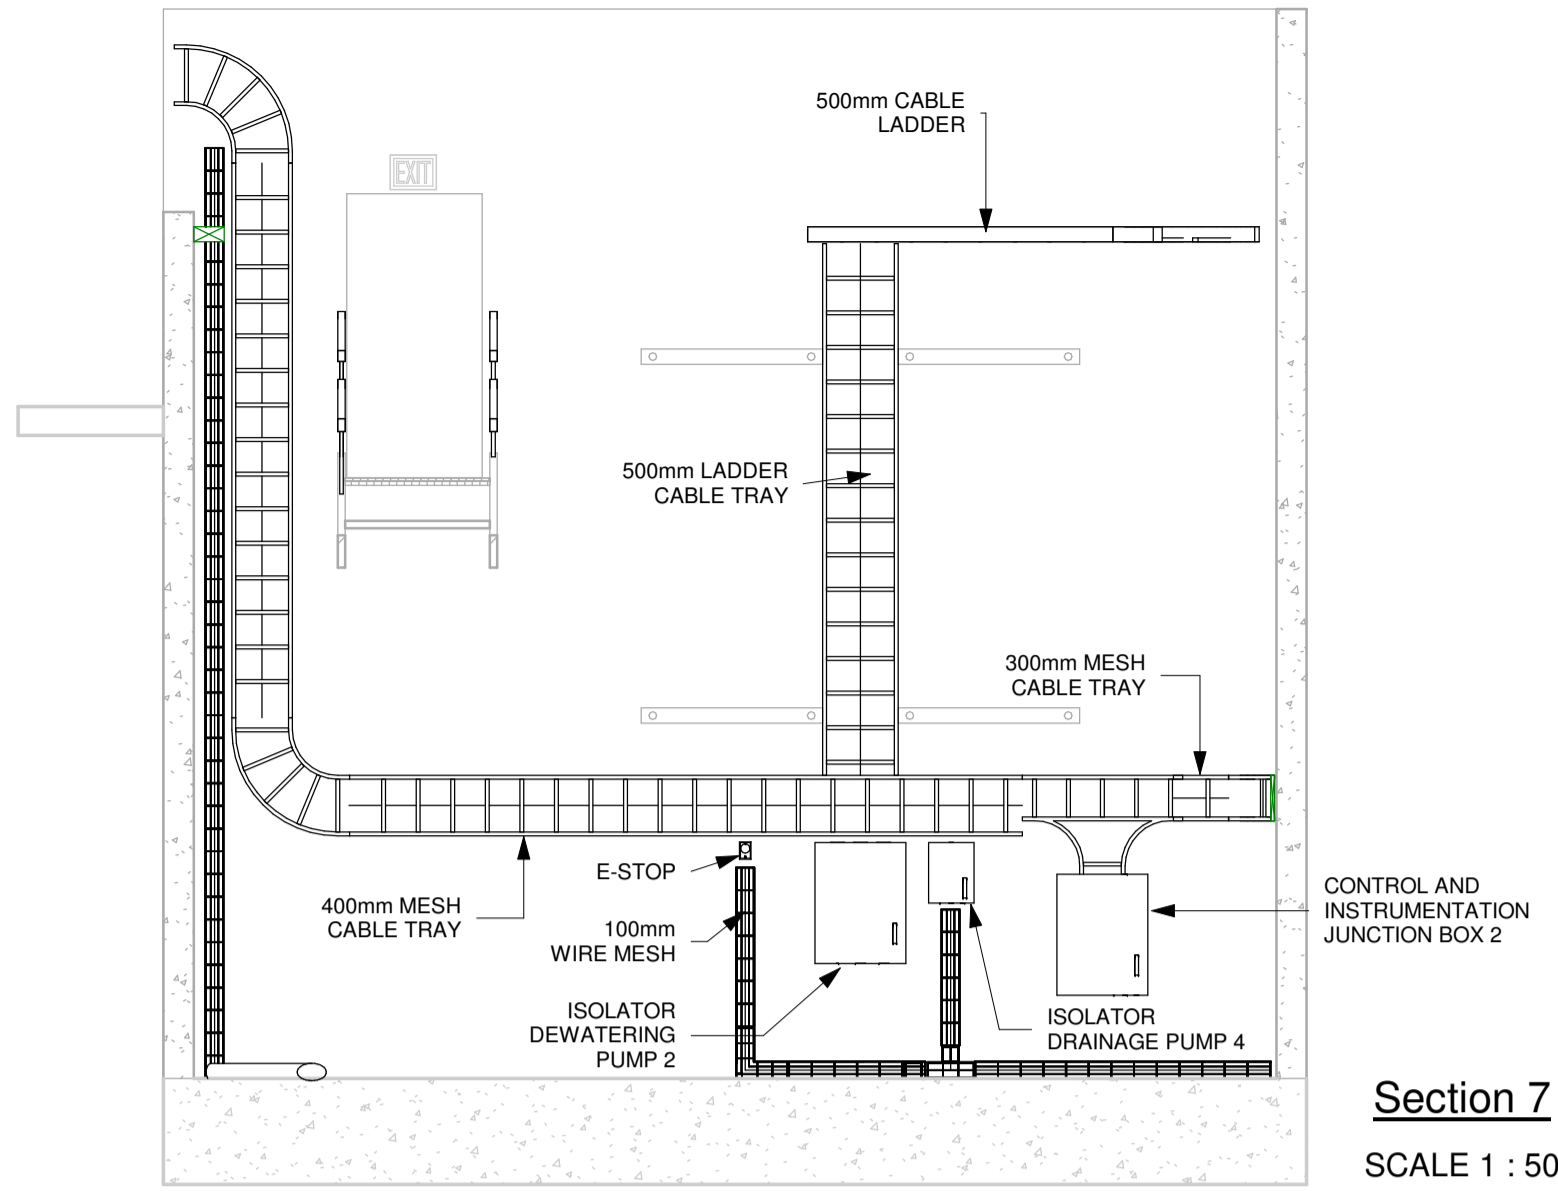 500mm CABLE
LADDER
EXIT
500mm LADDER
CABLE TRAY
300mm MESH
CABLE TRAY
E-STOP
400mm MESH
CABLE TRAY
100mm
WIRE MESH
CONTROL AND
INSTRUMENTATION
JUNCTION BOX 2
ISOLATOR
DEWATERING
PUMP 2
ISOLATOR
DRAINAGE PUMP 4
Section 7
SCALE 1 : 50